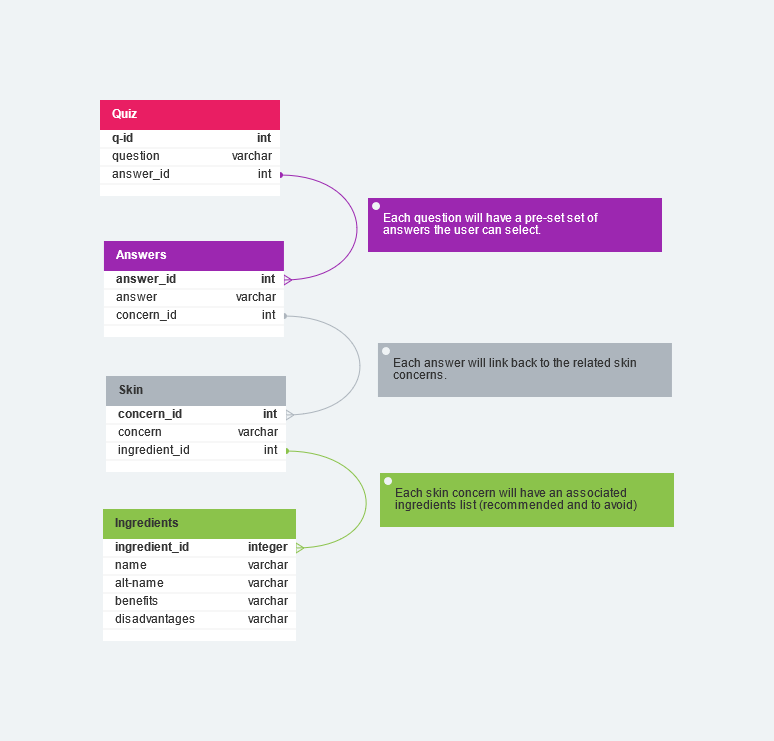 Quiz
q-id int
question varchar
answer_id int
Each question will have a pre-set set of
answers the user can select.
Answers
answer_id int
answer varchar
concern_id int
Each answer will link back to the related skin
concerns.
Skin
concern_id int
concern varchar
ingredient_id int
Each skin concern will have an associated
ingredients list (recommended and to avoid)
Ingredients
ingredient_id integer
name varchar
alt-name varchar
benefits varchar
disadvantages varchar